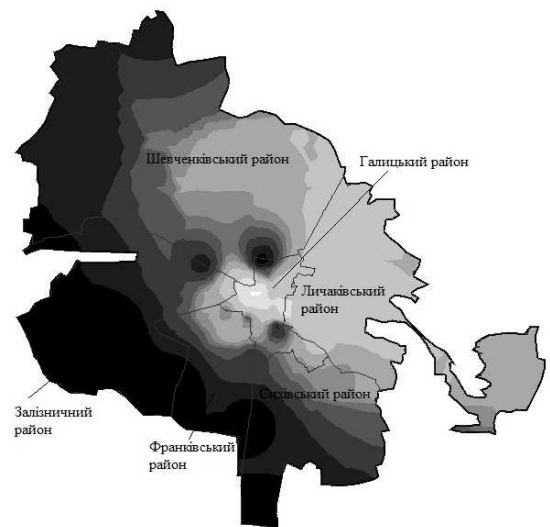 Шевченківський район
Галицький район
Личаківський
район
Сихівський район
Залізничний
район
Франківський
район